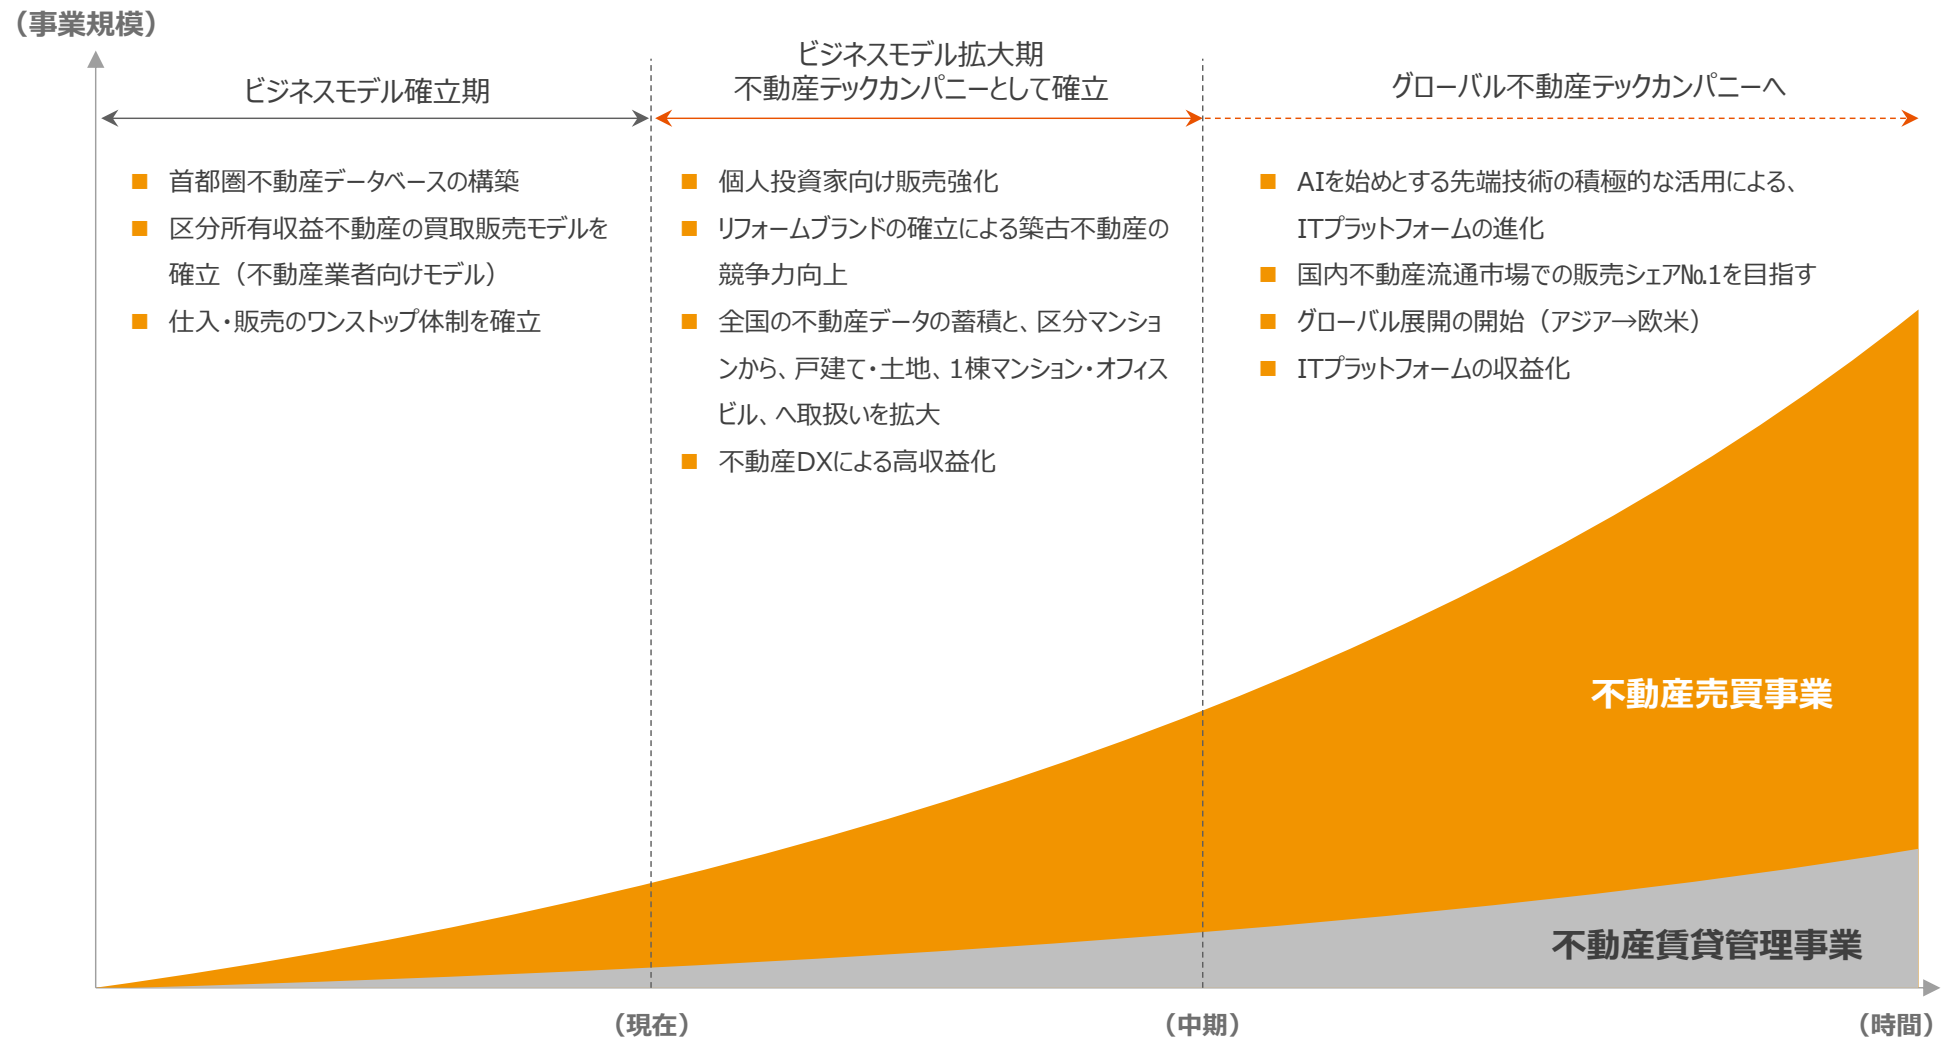 （事業規模）
ビジネスモデル確立期
ビジネスモデル拡大期
不動産テックカンパニーとして確立
グローバル不動産テックカンパニーへ
■ 首都圏不動産データベースの構築
■ 区分所有収益不動産の買取販売モデルを
確立（不動産業者向けモデル）
■ 仕入・販売のワンストップ体制を確立
■ 個人投資家向け販売強化
■ リフォームブランドの確立による築古不動産の
競争力向上
■ 全国の不動産データの蓄積と、区分マンショ
ンから、戸建て・土地、1棟マンション・オフィス
ビル、へ取扱いを拡大
■ 不動産DXによる高収益化
■ AIを始めとする先端技術の積極的な活用による、
ITプラットフォームの進化
■ 国内不動産流通市場での販売シェア№1を目指す
■ グローバル展開の開始（アジア→欧米）
■ ITプラットフォームの収益化
不動産売買事業
不動産賃貸管理事業
（現在）
（中期）
（時間）